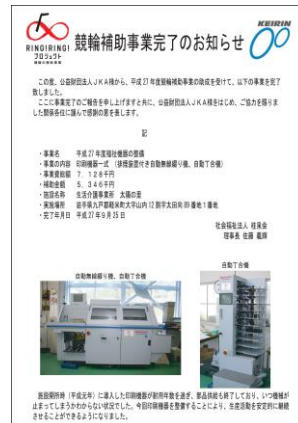 RING!RING!
プロジェクト
競輪の補助事業
競輪補助事業完了のお知らせ
KEIRIN
この度、公益財団法人ＪＫＡ様から、平成27年度競輪補助事業の助成を受けて、以下の事業を完了
致しました。
ここに事業完了のご報告を申し上げますと共に、公益財団法人ＪＫＡ様をはじめ、ご協力を賜りま
した関係各位に謹んで感謝の意を表します。
記
・事業名　平成27年度福祉機器の整備
・事業の内容　印刷機器一式　（排煙装置付き自動無線綴り機、自動丁合機）
・事業費総額　７，１２８千円
・補助金額　５，３４６千円
・施設名称　生活介護事業所　太陽の里
・実施場所　岩手県九戸郡軽米町大字山内12割字太田向89番地1番地
・完了年月日　平成27年9月25日
社会福祉法人　桂泉会
理事長　佐藤　嘉輝
自動無線綴り機、自動丁合機
自動丁合機
施設開所時（平成元年）に導入した印刷機器が耐用年数を過ぎ、部品供給も終了しており、いつ機械が
止まってしまうかわからない状況でした。今回印刷機器を整備することにより、生産活動を安定的に継続
させることができるようになりました。